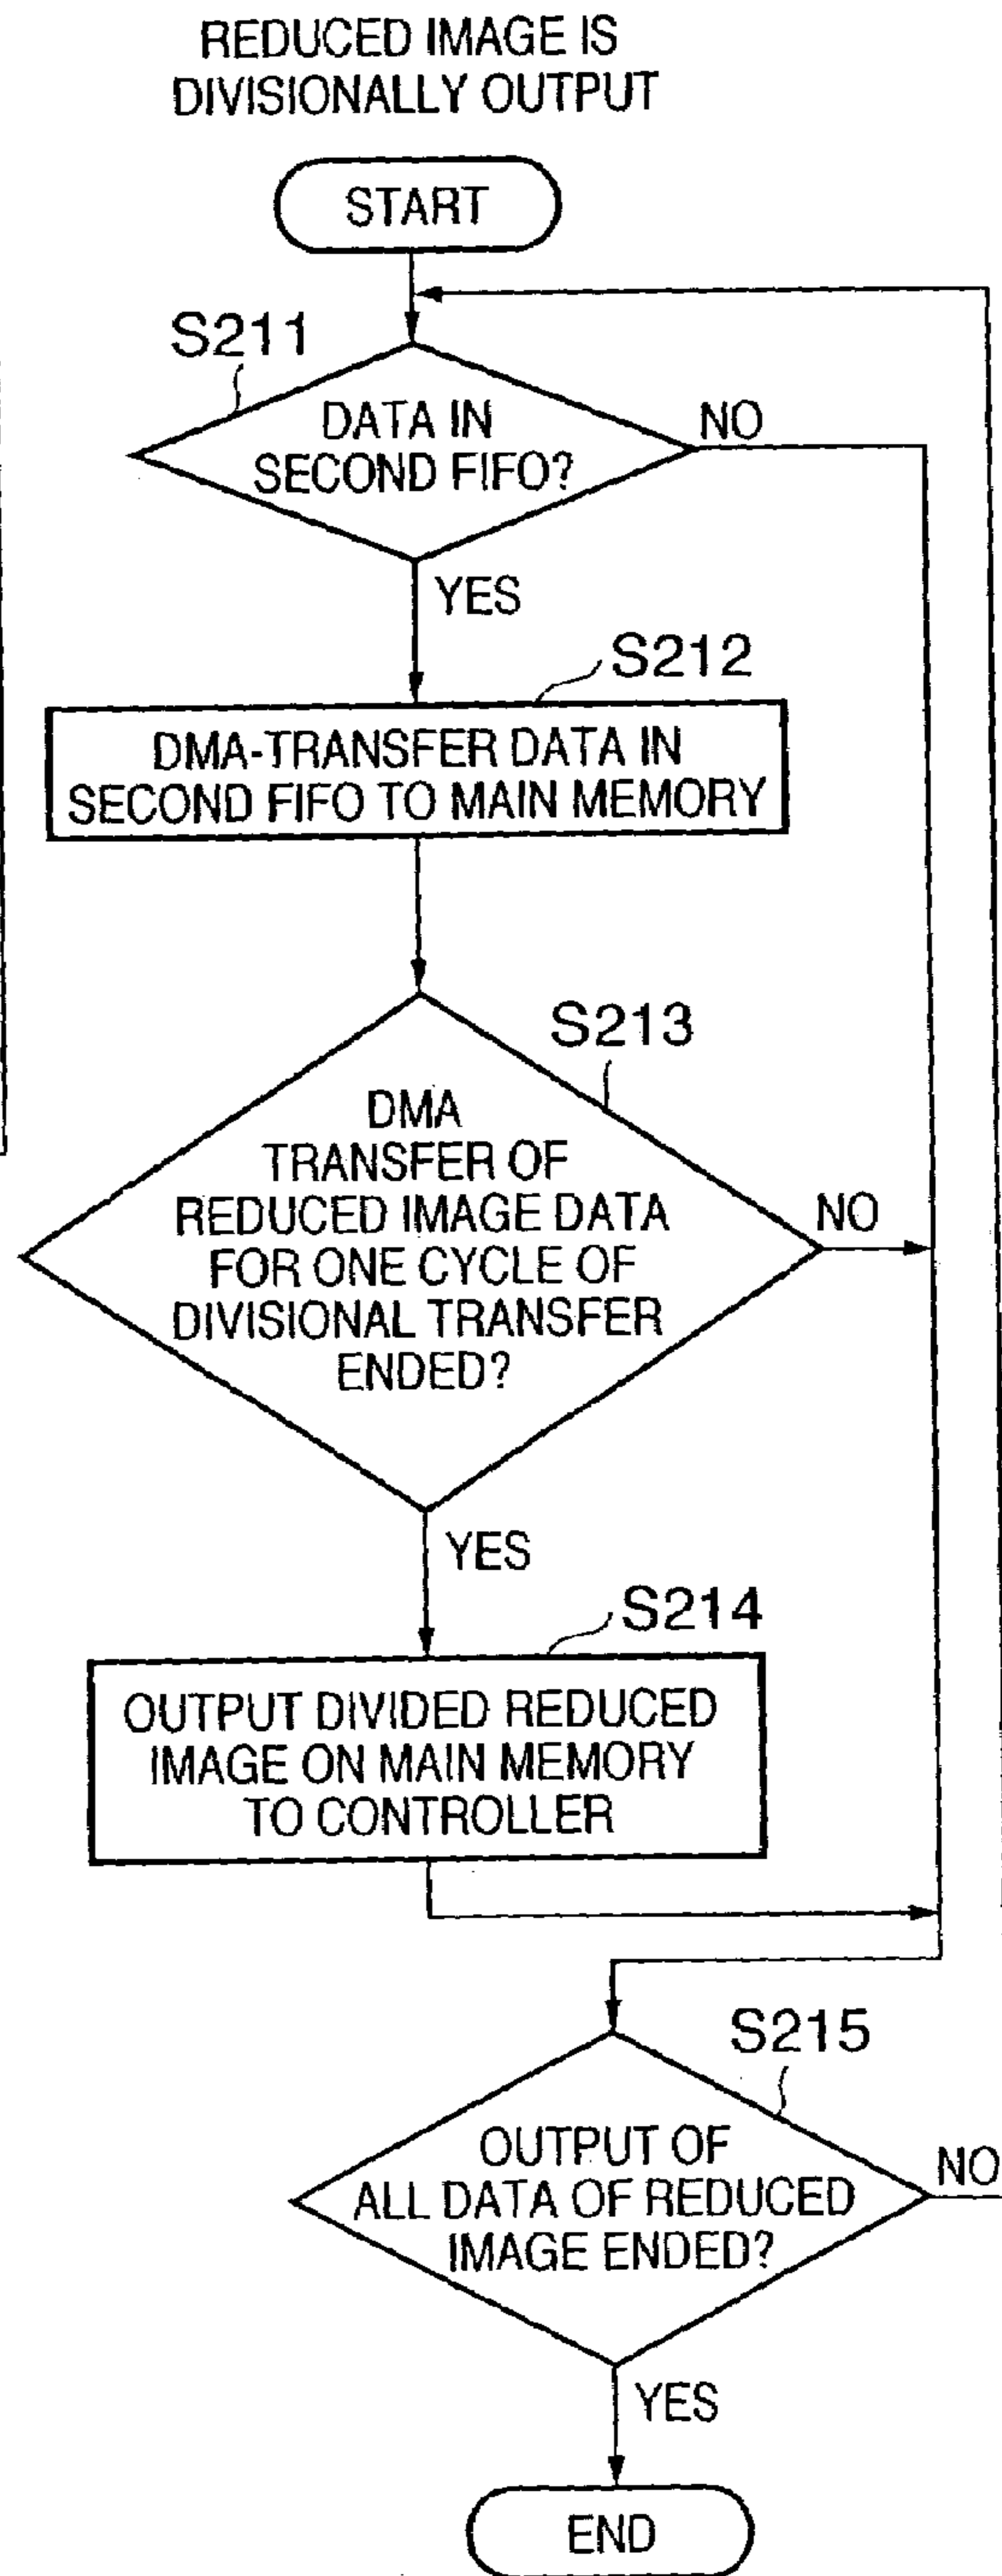 REDUCED IMAGE IS
DIVISIONALLY OUTPUT
START
S211
DATA IN
SECOND FIFO?
NO
YES
S212
DMA-TRANSFER DATA IN
SECOND FIFO TO MAIN MEMORY
S213
DMA
TRANSFER OF
REDUCED IMAGE DATA
FOR ONE CYCLE OF
DIVISIONAL TRANSFER
ENDED?
NO
YES
S214
OUTPUT DIVIDED REDUCED
IMAGE ON MAIN MEMORY
TO CONTROLLER
S215
OUTPUT OF
ALL DATA OF REDUCED
IMAGE ENDED?
NO
YES
END